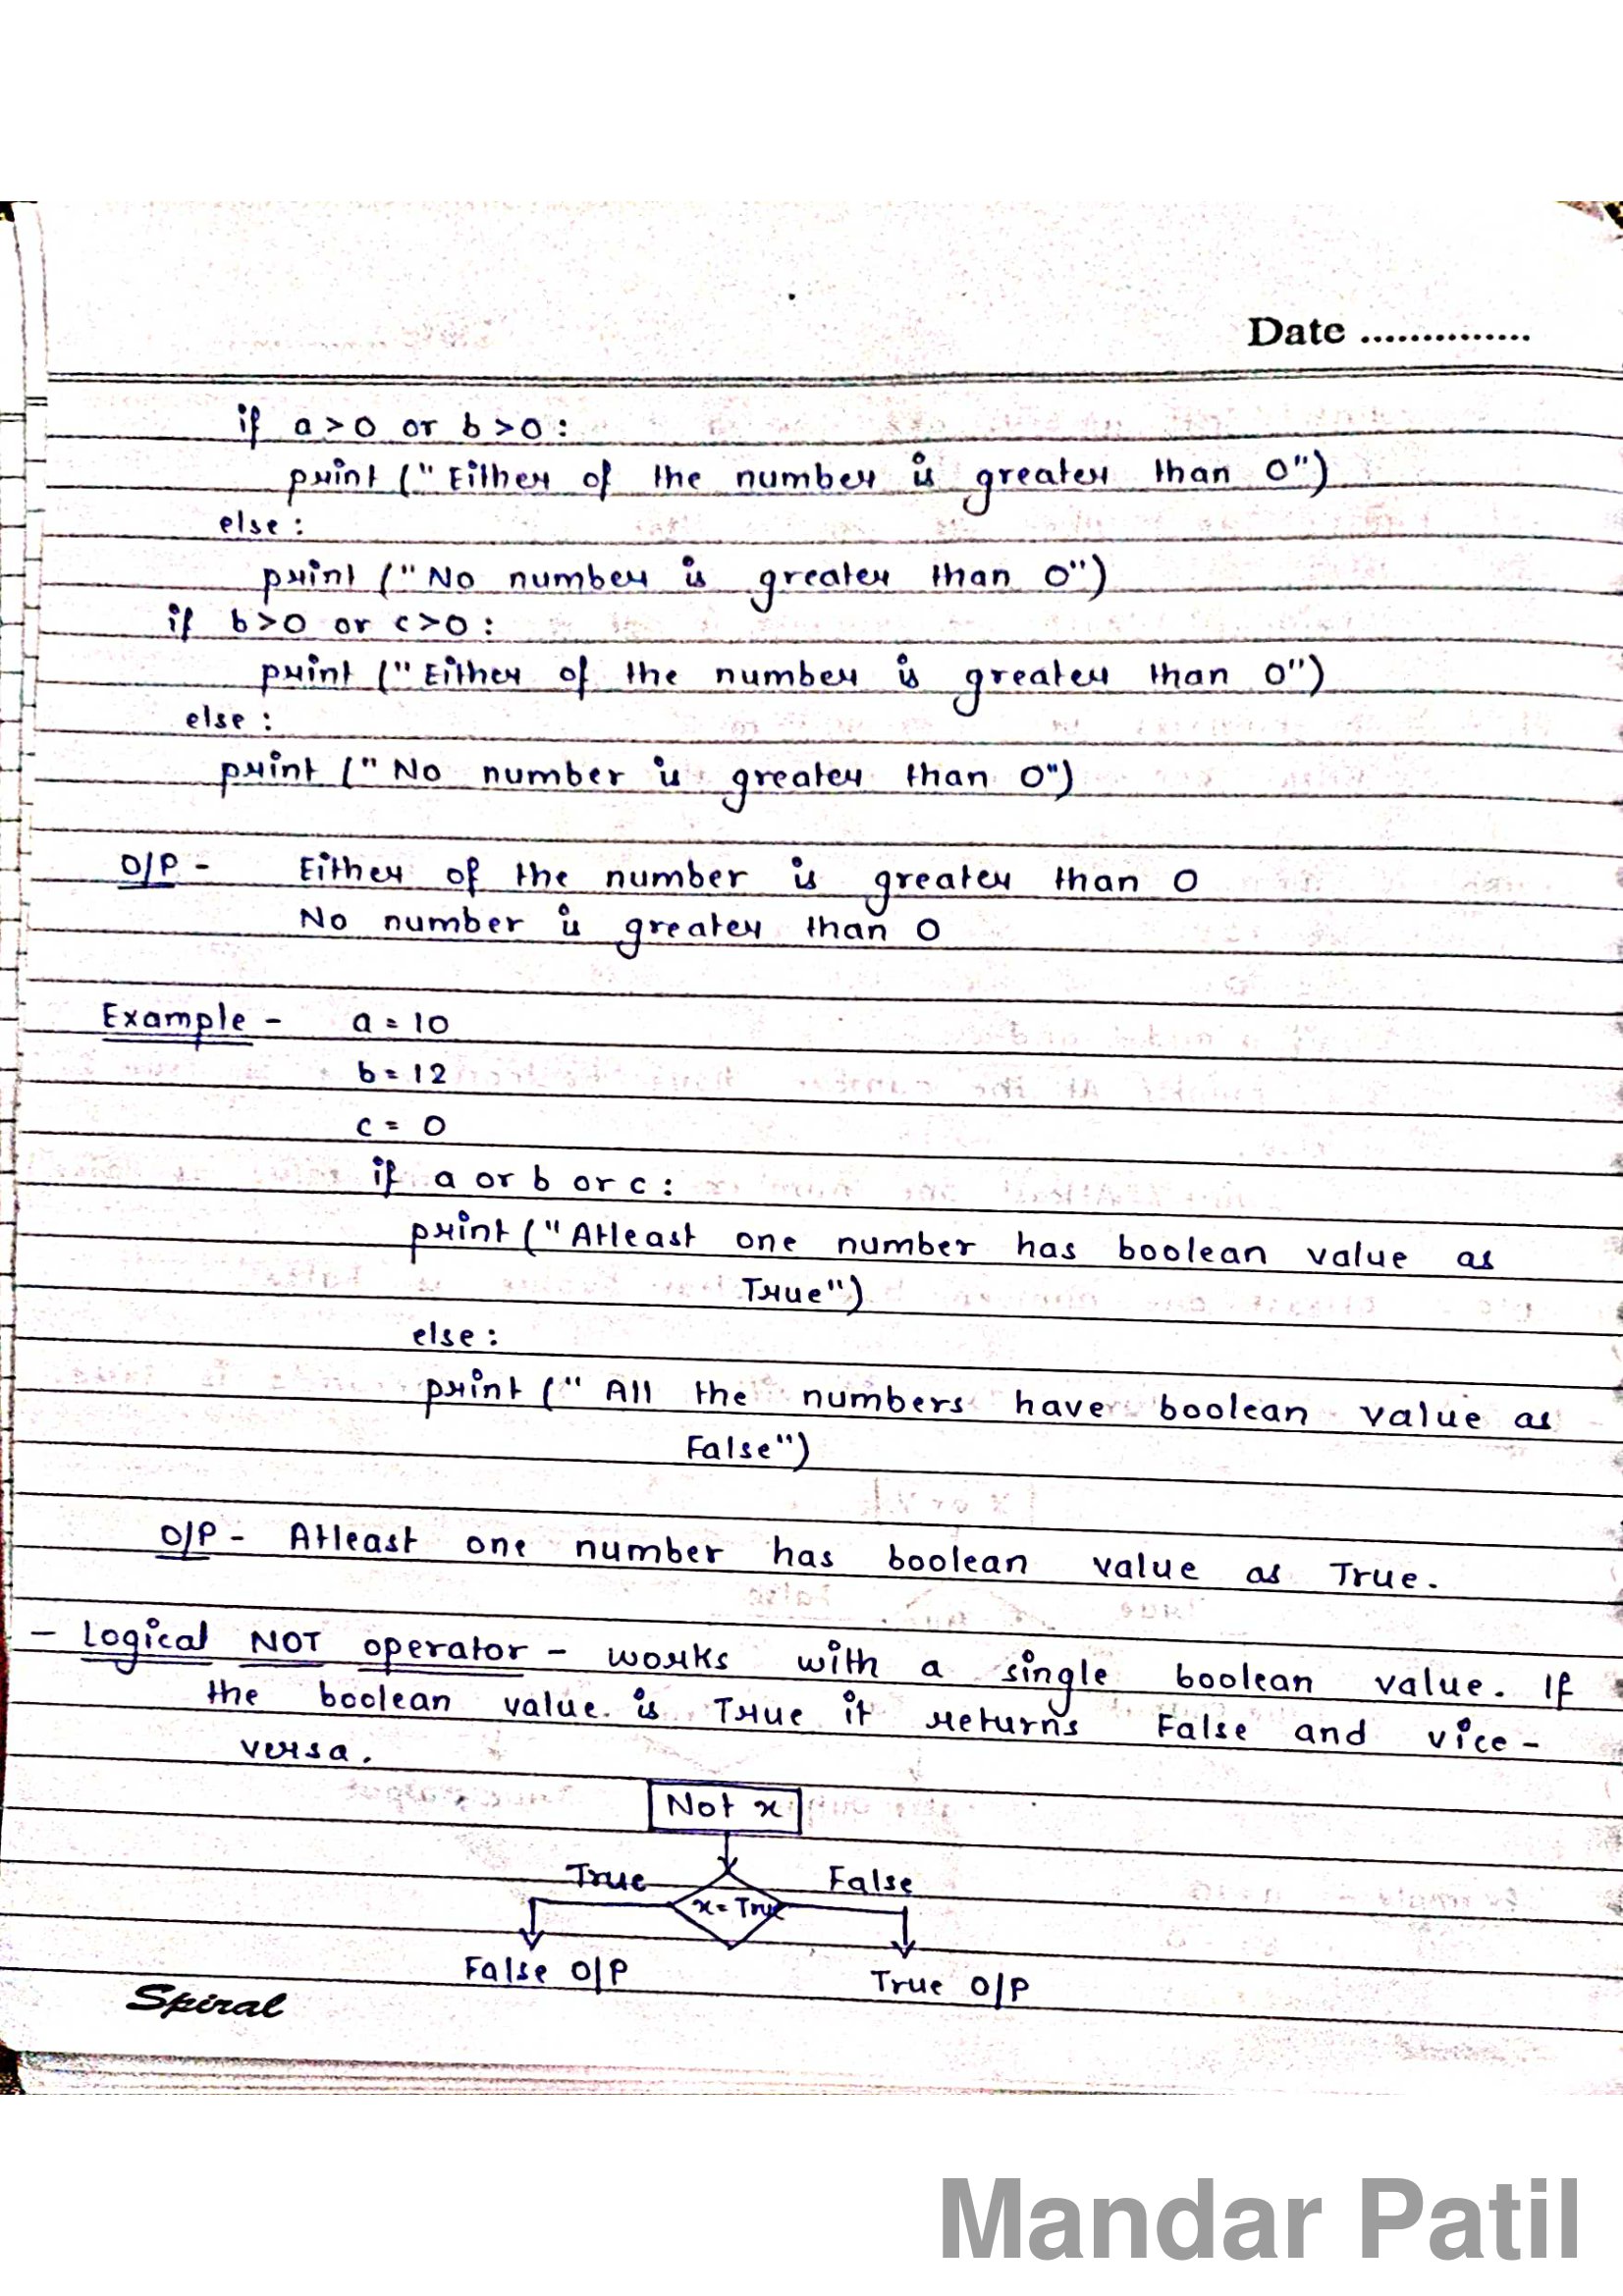 Date ..............
if a>0 or b>0:
print ("Either of the number is greater than 0")
else:
print ("No number is greater than 0")
if b>0 or c>0:
print ("Either of the number is greater than 0")
else:
print ("No number is greater than 0")
O/P - Either of the number is greater than 0
No number is greater than 0
Example - a = 10
b = 12
c = 0
if a or b or c:
print ("Atleast one number has boolean value as
True")
else:
print ("All the numbers have boolean value as
False")
O/P - Atleast one number has boolean value as True.
- Logical NOT operator - works with a single boolean value. If
the boolean value is True it returns False and vice-
versa.
Not x
True False
x = True
False O/P True O/P
Spiral
Mandar Patil